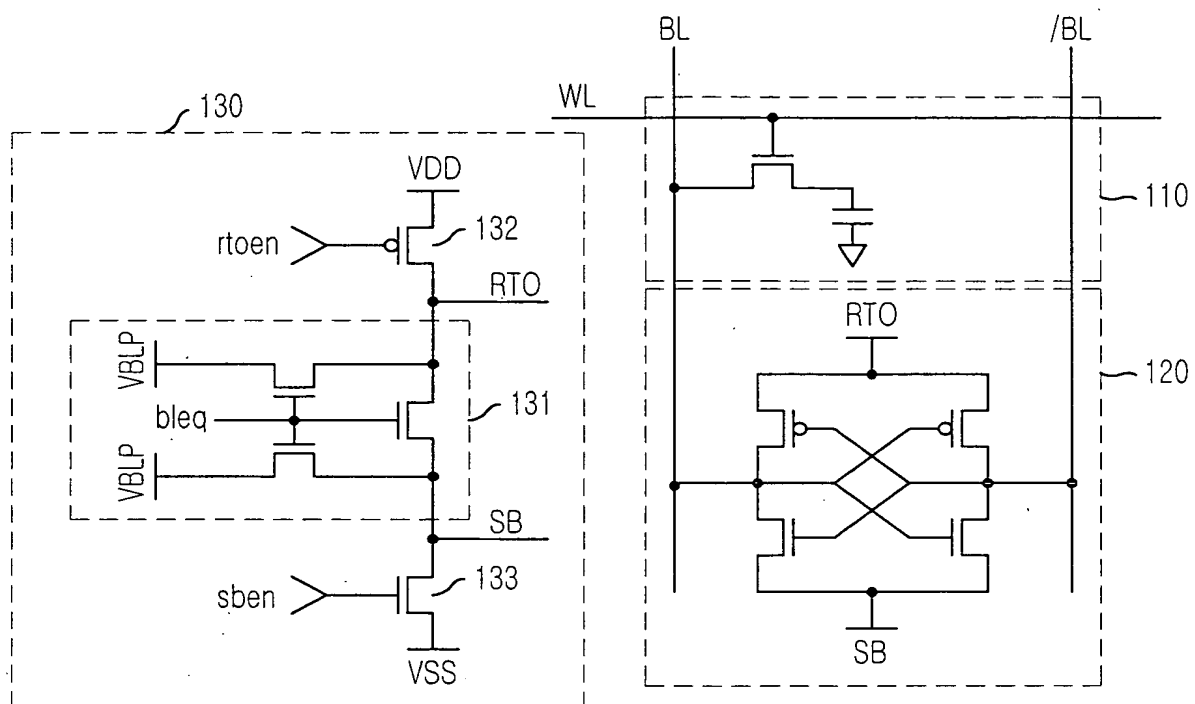 BL
/BL
WL
130
VDD
110
rtoen
132
RTO
RTO
VBLP
120
bleq
131
VBLP
SB
sben
133
SB
VSS